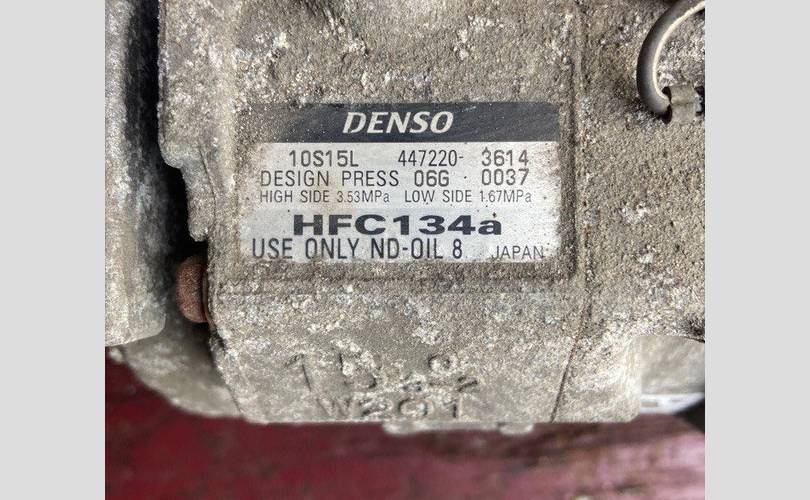 DENSO
10S15L 447220-3614
DESIGN PRESS 06G 0037
HIGH SIDE 3.53MPa LOW SIDE 1.67MPa
HFC134a
USE ONLY ND-OIL 8 JAPAN
W201